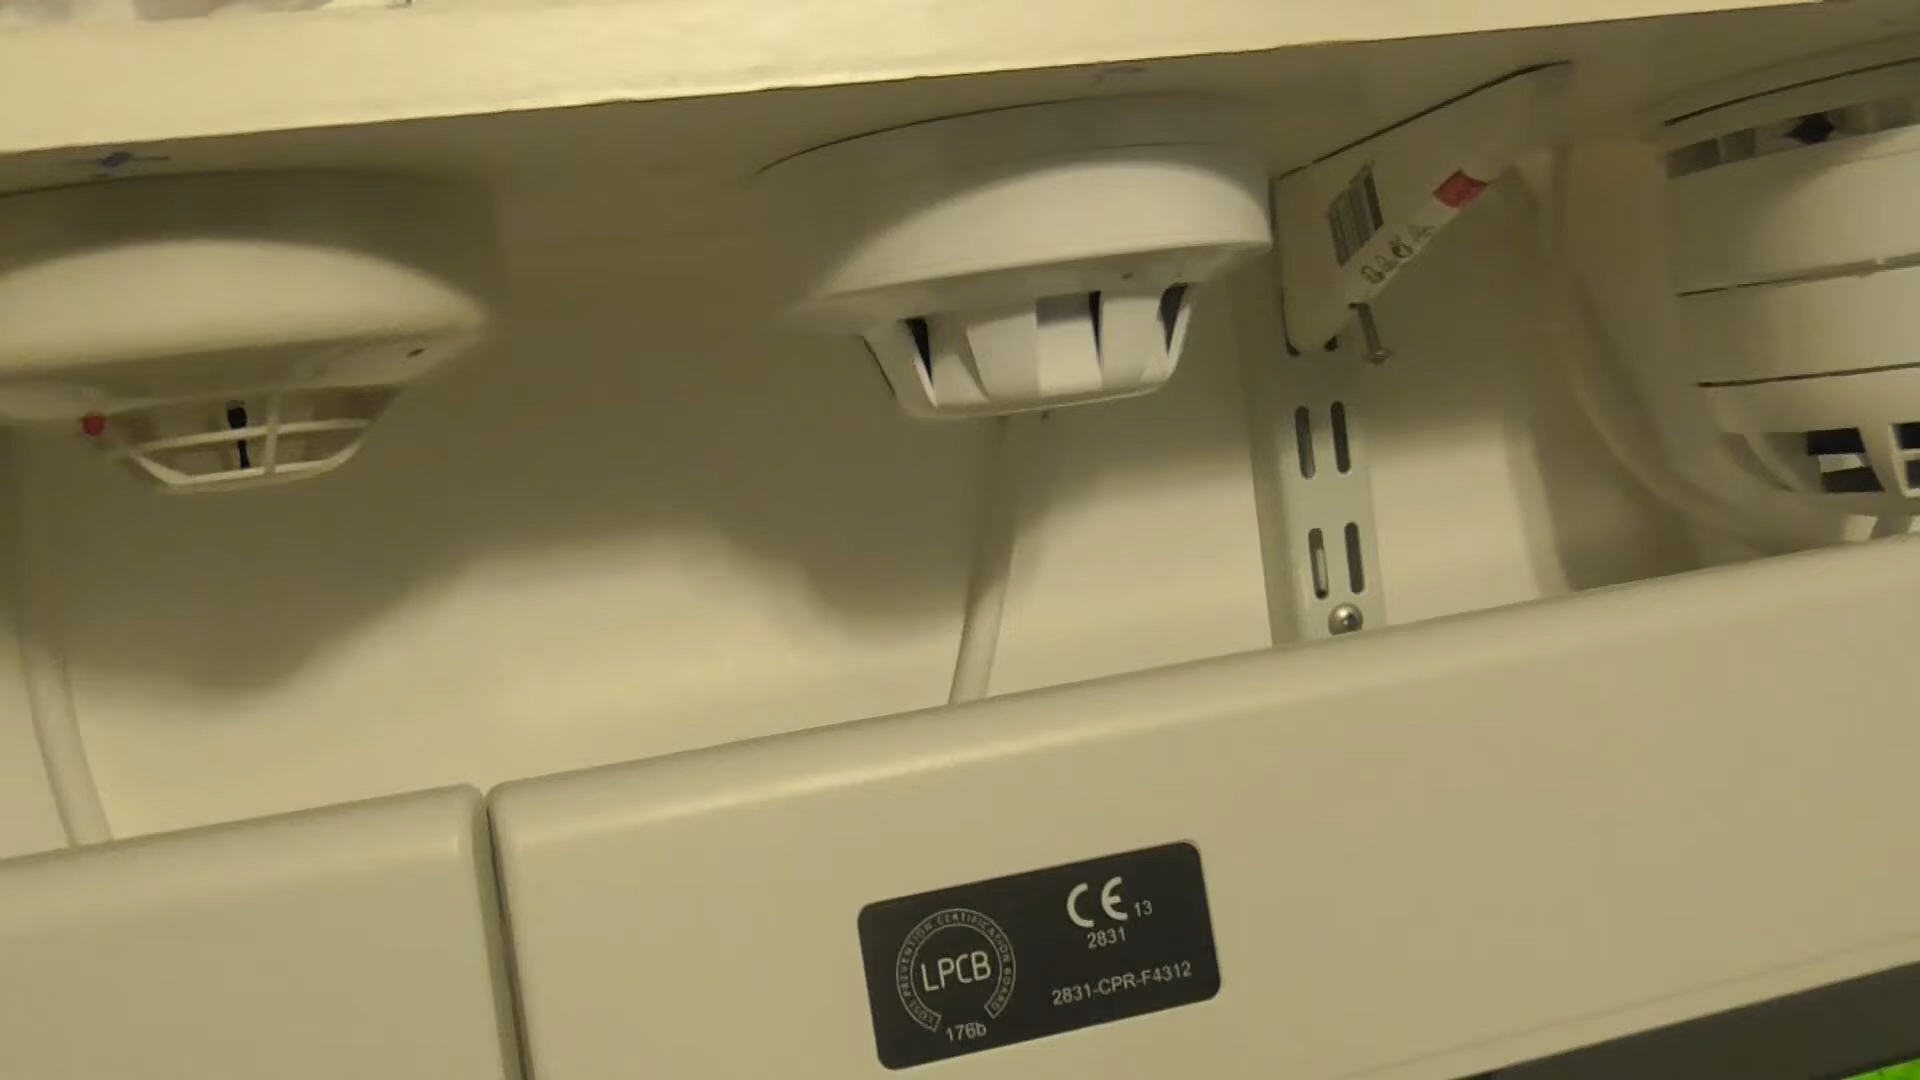 LOSS PREVENTION CERTIFICATION BOARD
LPCB
176b
CE 13
2831
2831-CPR-F4312